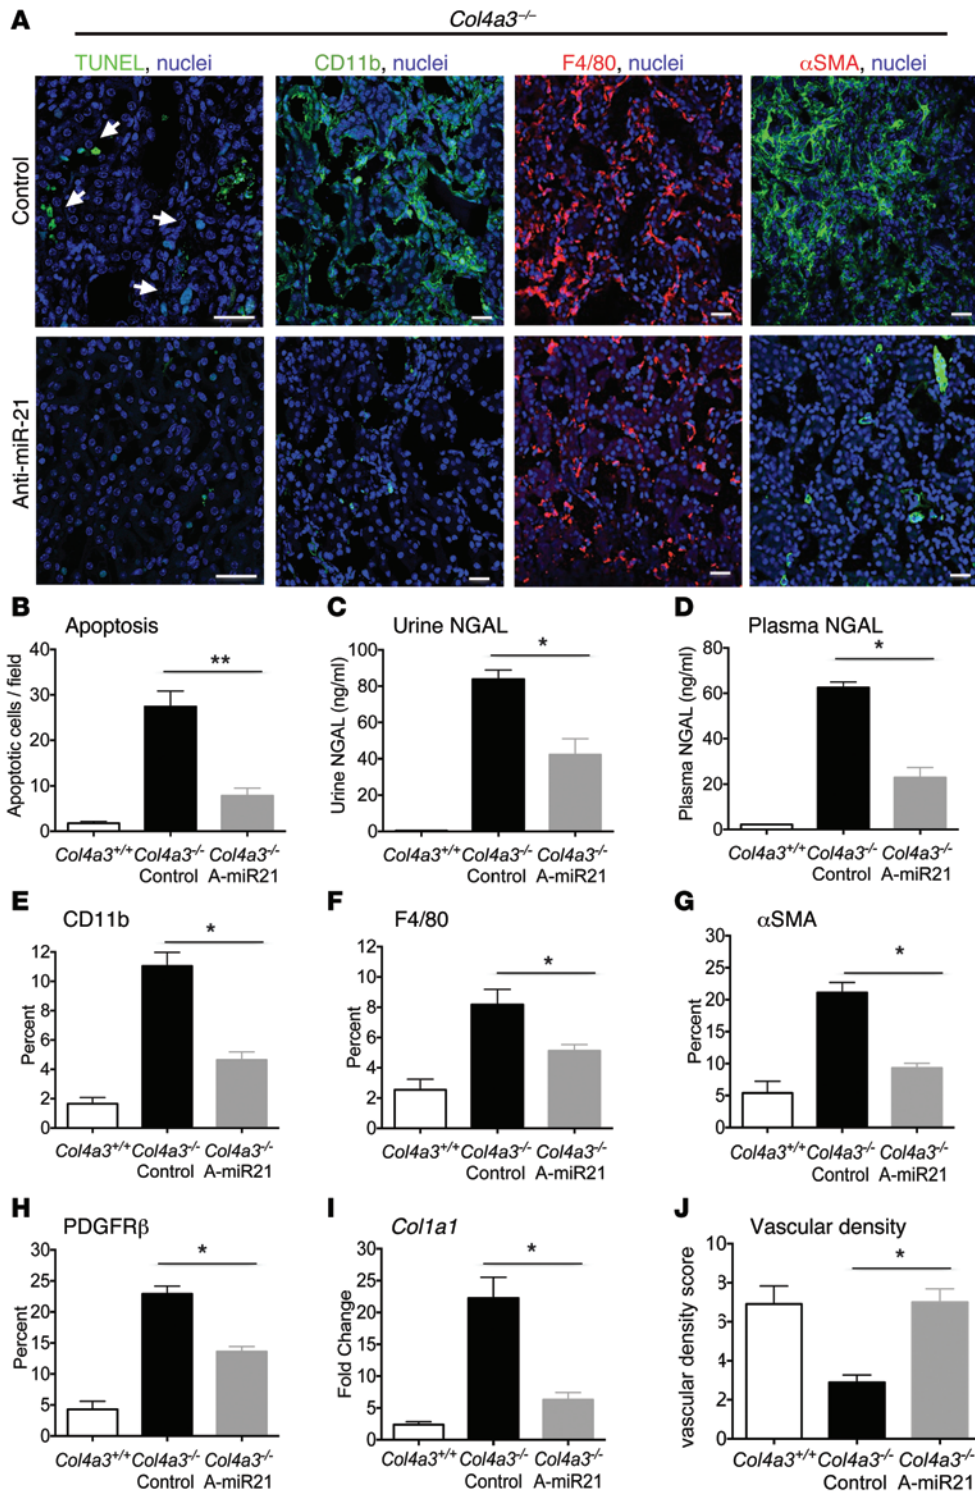 A
Col4a3–/–
TUNEL, nuclei
CD11b, nuclei
F4/80, nuclei
αSMA, nuclei
Control
Anti-miR-21
B
Apoptosis
Apoptotic cells / field
40
30
20
10
0
**
Col4a3+/+ Col4a3-/- Col4a3-/-
Control A-miR21
C
Urine NGAL
Urine NGAL (ng/ml)
100
80
60
40
20
0
*
Col4a3+/+ Col4a3-/- Col4a3-/-
Control A-miR21
D
Plasma NGAL
Plasma NGAL (ng/ml)
80
60
40
20
0
*
Col4a3+/+ Col4a3-/- Col4a3-/-
Control A-miR21
E
CD11b
Percent
12
10
8
6
4
2
0
*
Col4a3+/+ Col4a3-/- Col4a3-/-
Control A-miR21
F
F4/80
Percent
12
10
8
6
4
2
0
*
Col4a3+/+ Col4a3-/- Col4a3-/-
Control A-miR21
G
αSMA
Percent
30
25
20
15
10
5
0
*
Col4a3+/+ Col4a3-/- Col4a3-/-
Control A-miR21
H
PDGFRβ
Percent
30
25
20
15
10
5
0
*
Col4a3+/+ Col4a3-/- Col4a3-/-
Control A-miR21
I
Col1a1
Fold Change
30
25
20
15
10
5
0
*
Col4a3+/+ Col4a3-/- Col4a3-/-
Control A-miR21
J
Vascular density
vascular density score
10
8
6
4
2
0
*
Col4a3+/+ Col4a3-/- Col4a3-/-
Control A-miR21